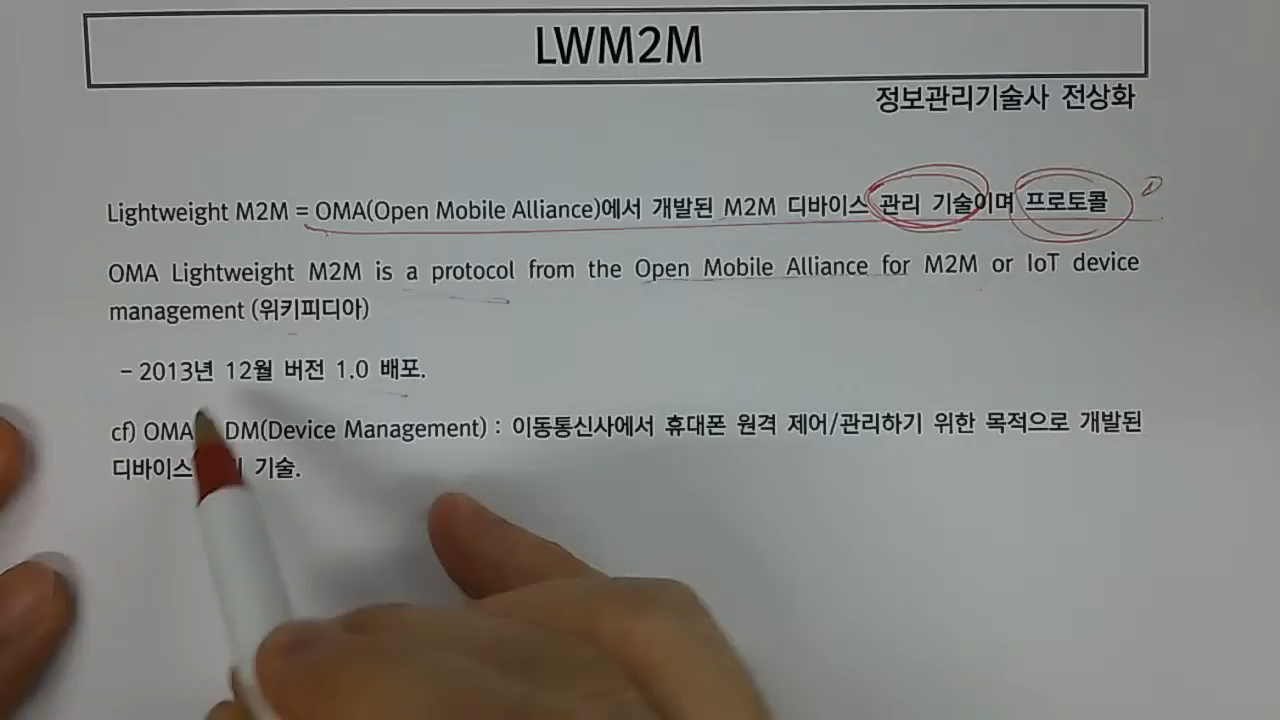 LWM2M
정보관리기술사 전상화
Lightweight M2M = OMA(Open Mobile Alliance)에서 개발된 M2M 디바이스 관리 기술이며 프로토콜
OMA Lightweight M2M is a protocol from the Open Mobile Alliance for M2M or IoT device
management (위키피디아)
- 2013년 12월 버전 1.0 배포.
cf) OMA DM(Device Management) : 이동통신사에서 휴대폰 원격 제어/관리하기 위한 목적으로 개발된
디바이스 기술.